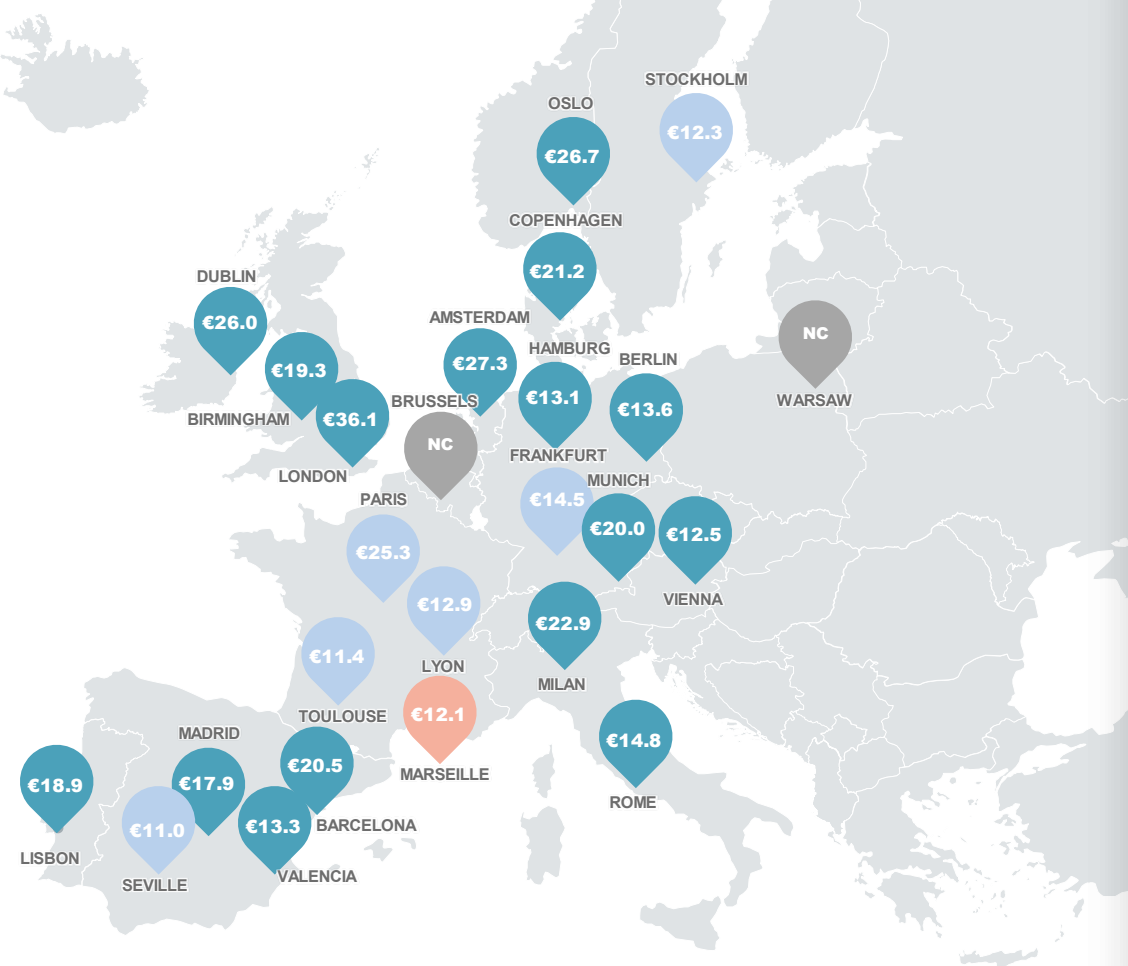 STOCKHOLM
€12.3
OSLO
€26.7
COPENHAGEN
€21.2
DUBLIN
€26.0
AMSTERDAM
€27.3
HAMBURG
€13.1
BERLIN
€13.6
NC
WARSAW
€19.3
BIRMINGHAM
€36.1
LONDON
BRUSSELS
NC
FRANKFURT
€14.5
MUNICH
€20.0
€12.5
VIENNA
PARIS
€25.3
€12.9
LYON
€11.4
TOULOUSE
€22.9
MILAN
€12.1
MARSEILLE
€14.8
ROME
MADRID
€17.9
€20.5
BARCELONA
€18.9
LISBON
€11.0
SEVILLE
€13.3
VALENCIA